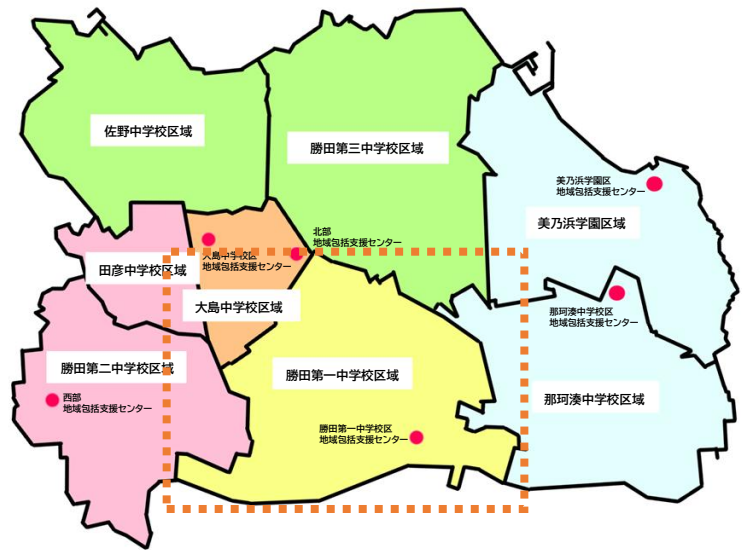 佐野中学校区域
勝田第三中学校区域
美乃浜学園区
地域包括支援センター
美乃浜学園区域
北部
地域包括支援センター
大島中学校区
地域包括支援センター
田彦中学校区域
大島中学校区域
那珂湊中学校区
地域包括支援センター
勝田第二中学校区域
勝田第一中学校区域
那珂湊中学校区域
西部
地域包括支援センター
勝田第一中学校区
地域包括支援センター